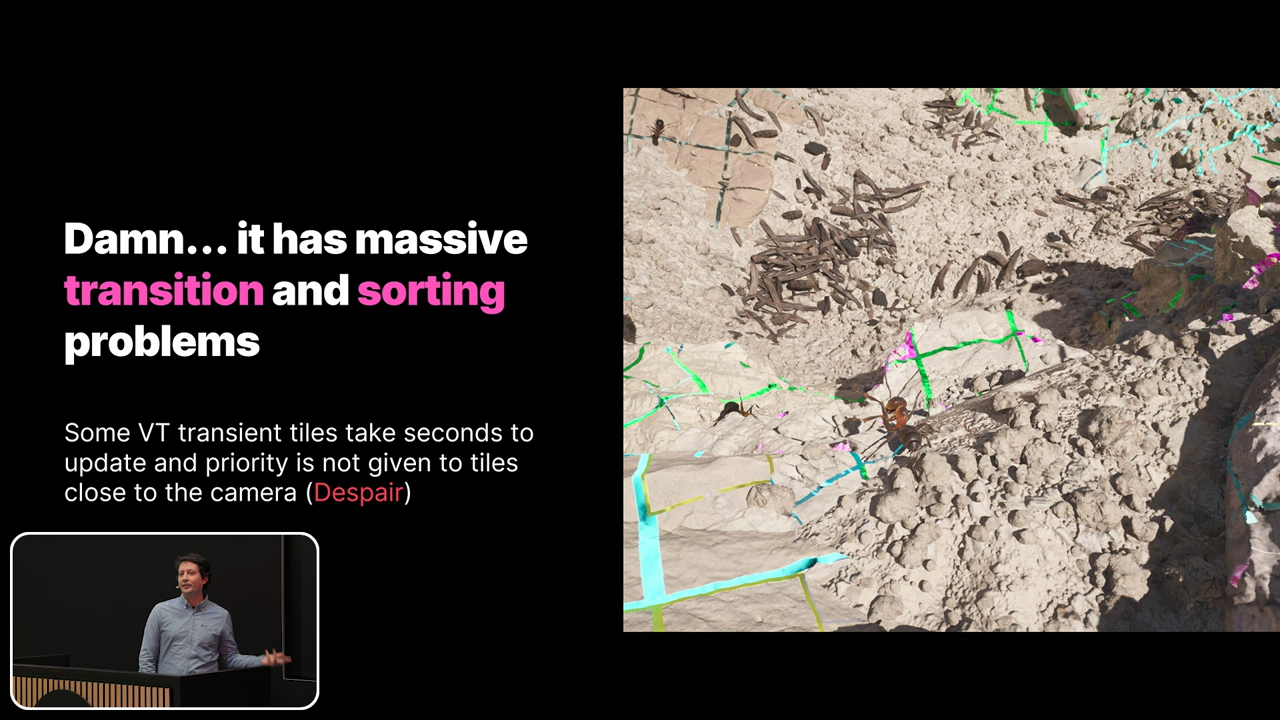 Damn... it has massive
transition and sorting
problems
Some VT transient tiles take seconds to
update and priority is not given to tiles
close to the camera (Despair)